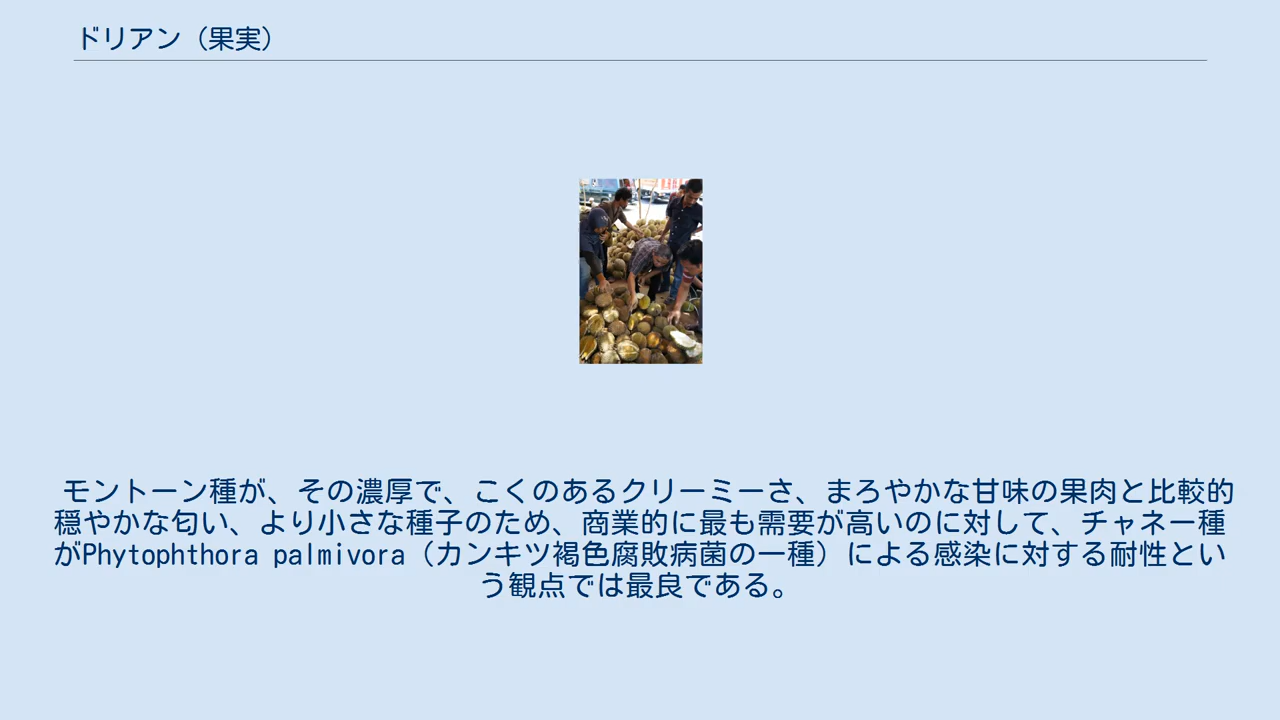 ドリアン（果実）
モントーン種が、その濃厚で、こくのあるクリーミーさ、まろやかな甘味の果肉と比較的
穏やかな匂い、より小さな種子のため、商業的に最も需要が高いのに対して、チャネー種
がPhytophthora palmivora（カンキツ褐色腐敗病菌の一種）による感染に対する耐性とい
う観点では最良である。